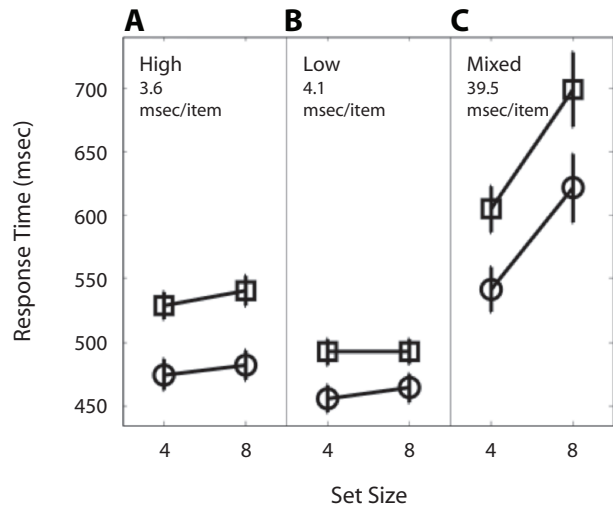 A B C
High
3.6
msec/item
Low
4.1
msec/item
Mixed
39.5
msec/item
Response Time (msec)
700
650
600
550
500
450
4 8 4 8 4 8
Set Size